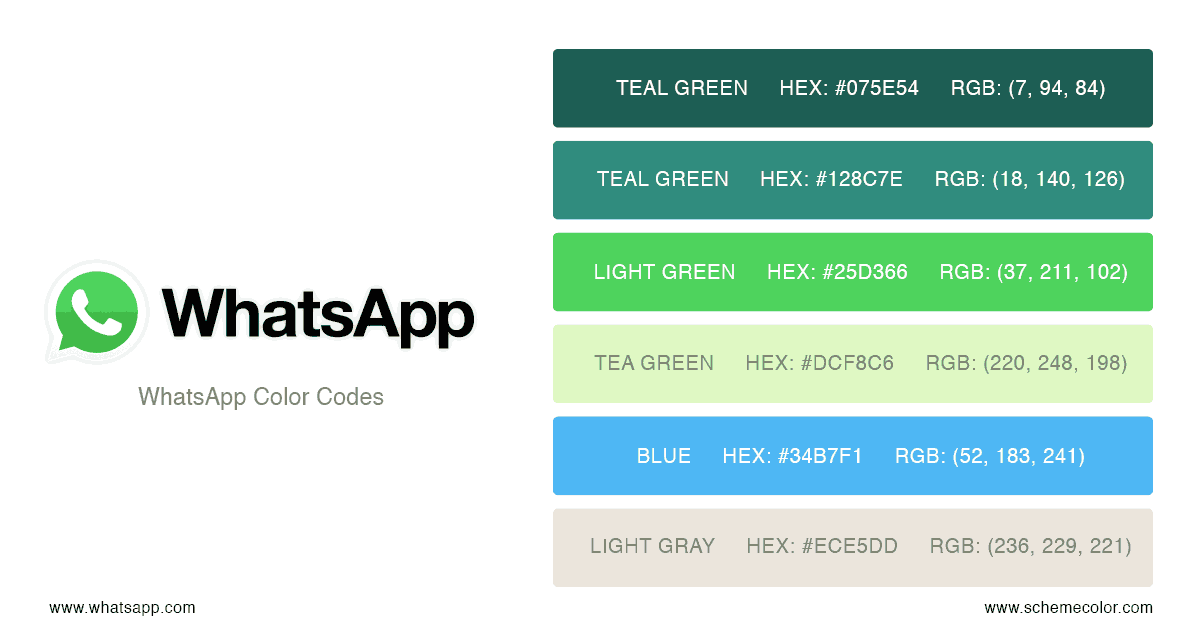 WhatsApp
WhatsApp Color Codes
TEAL GREEN HEX: #075E54 RGB: (7, 94, 84)
TEAL GREEN HEX: #128C7E RGB: (18, 140, 126)
LIGHT GREEN HEX: #25D366 RGB: (37, 211, 102)
TEA GREEN HEX: #DCF8C6 RGB: (220, 248, 198)
BLUE HEX: #34B7F1 RGB: (52, 183, 241)
LIGHT GRAY HEX: #ECE5DD RGB: (236, 229, 221)
www.whatsapp.com
www.schemecolor.com